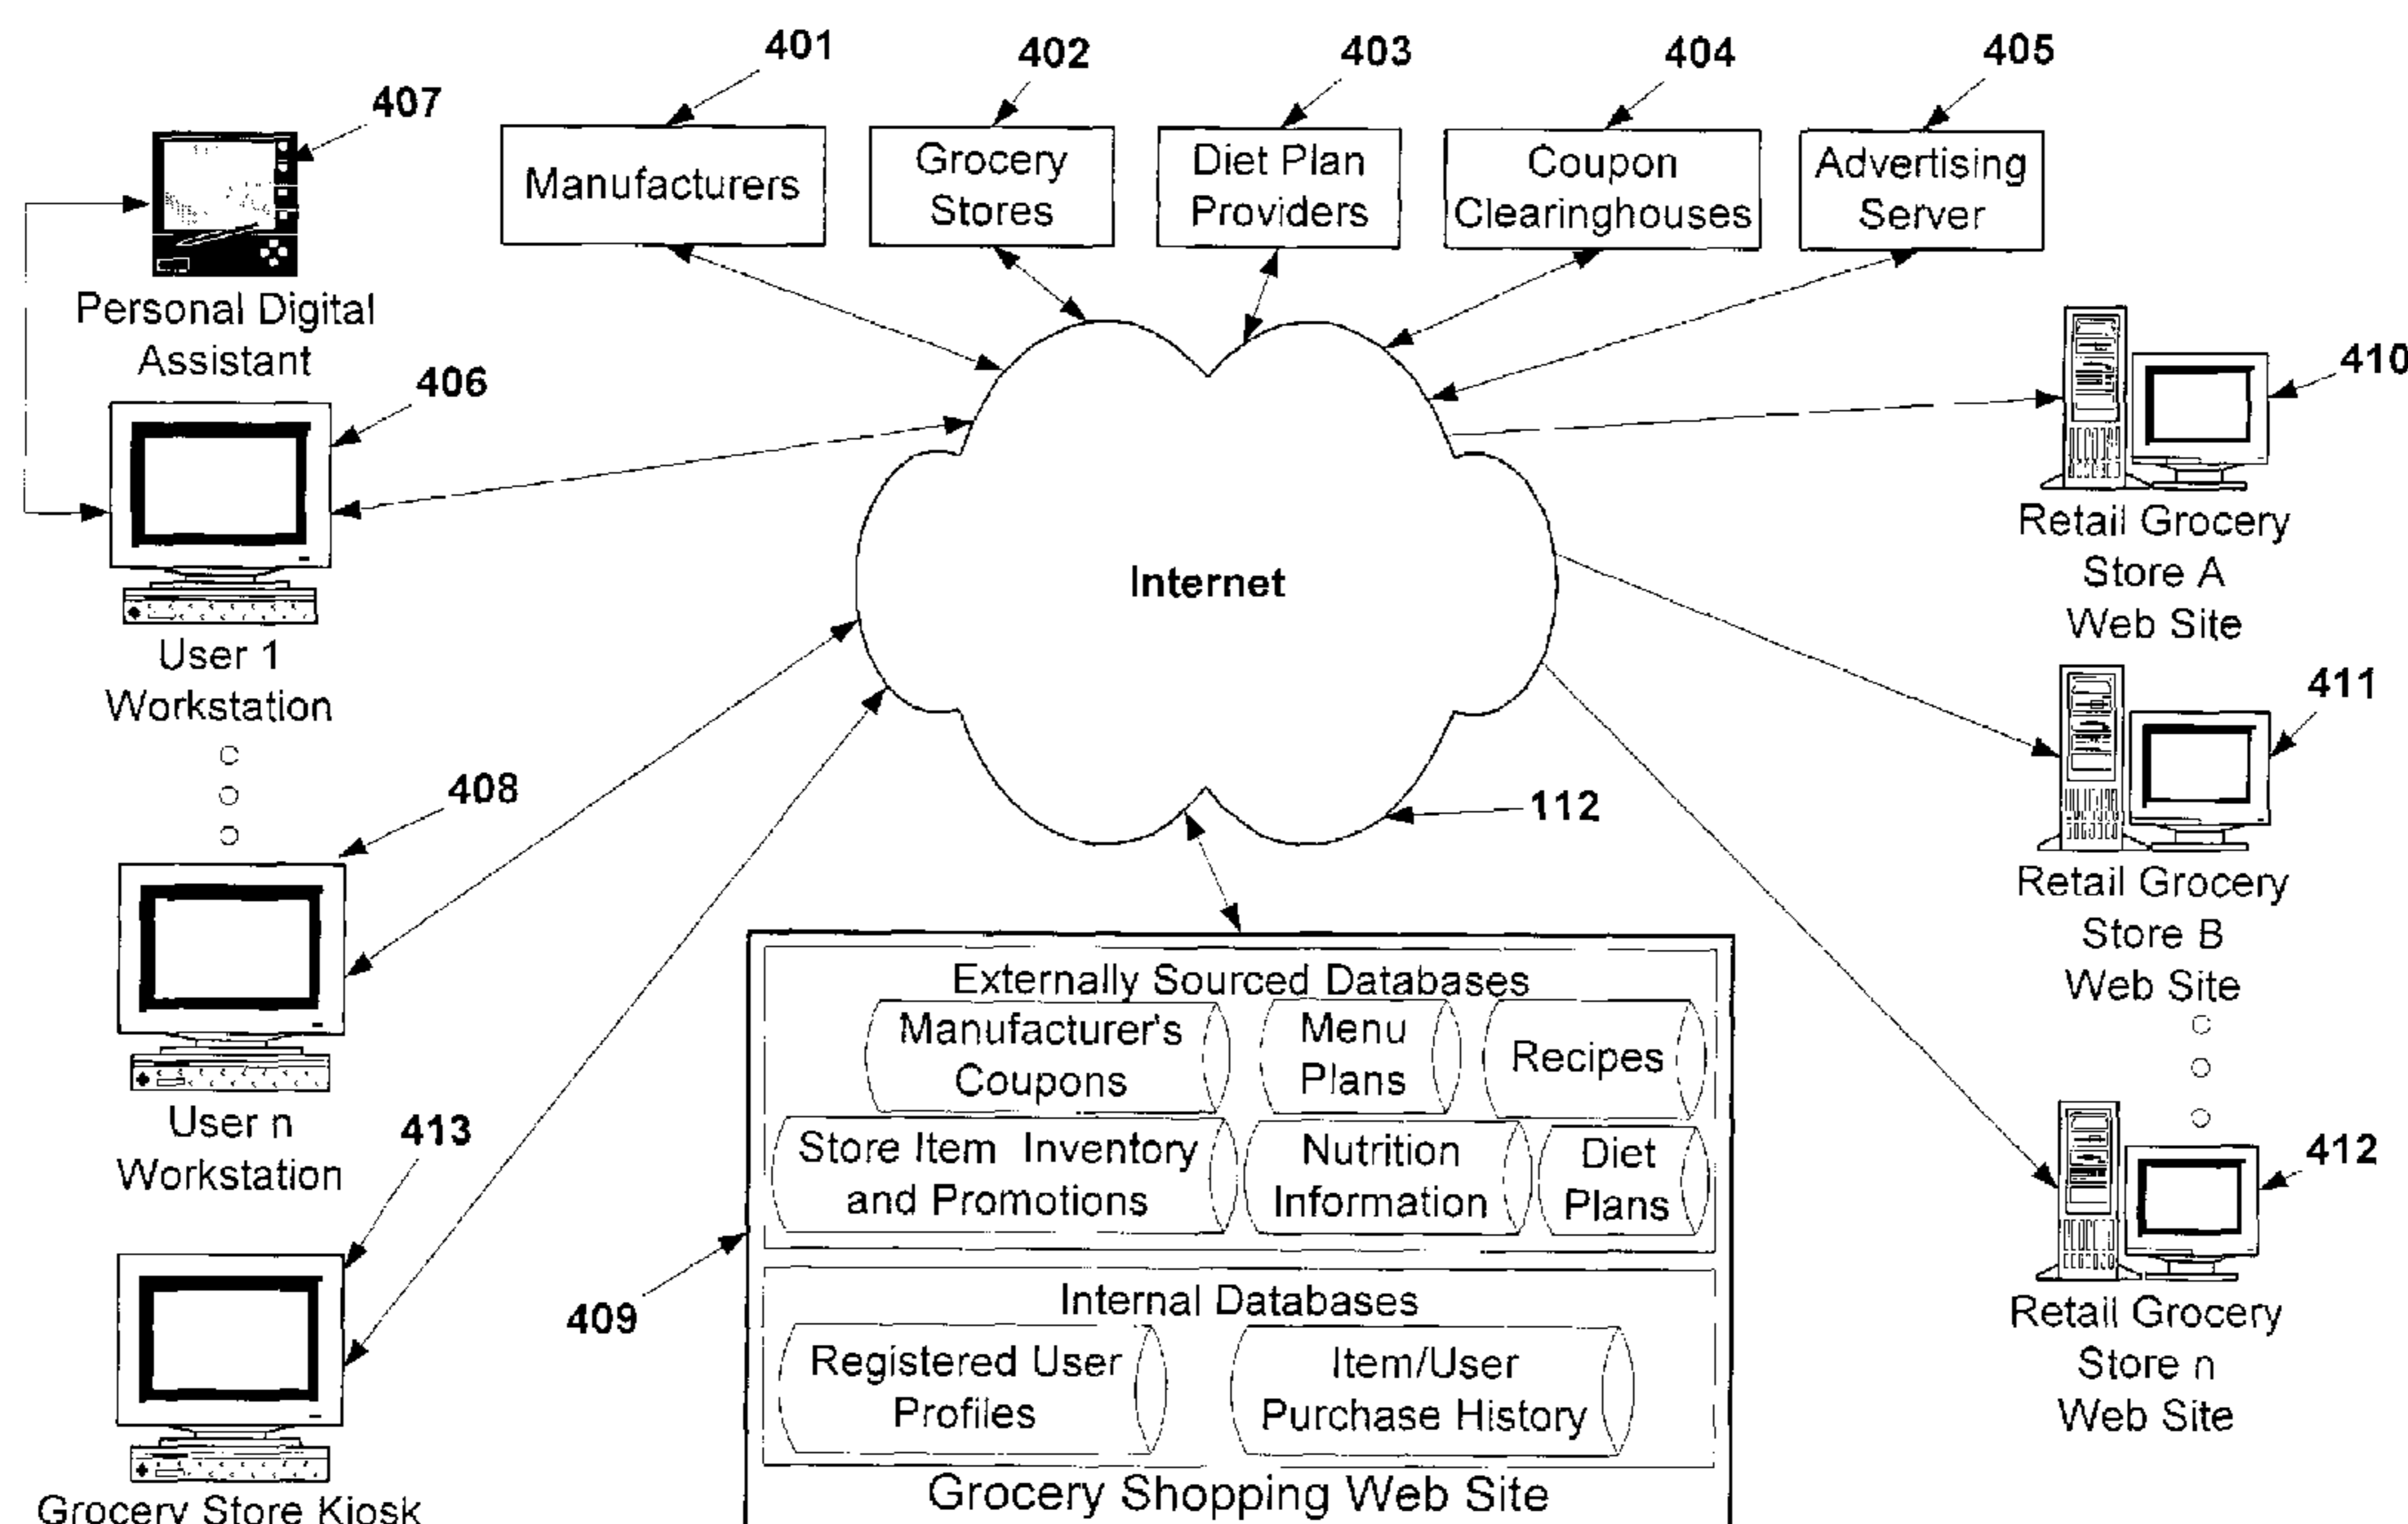 401
402
403
404
405
407
Manufacturers
Grocery
Stores
Diet Plan
Providers
Coupon
Clearinghouses
Advertising
Server
Personal Digital
Assistant
406
User 1
Workstation
408
User n
Workstation
413
Grocery Store Kiosk
Internet
112
410
Retail Grocery
Store A
Web Site
411
Retail Grocery
Store B
Web Site
412
Retail Grocery
Store n
Web Site
409
Externally Sourced Databases
Manufacturer's
Coupons
Menu
Plans
Recipes
Store Item Inventory
and Promotions
Nutrition
Information
Diet
Plans
Internal Databases
Registered User
Profiles
Item/User
Purchase History
Grocery Shopping Web Site